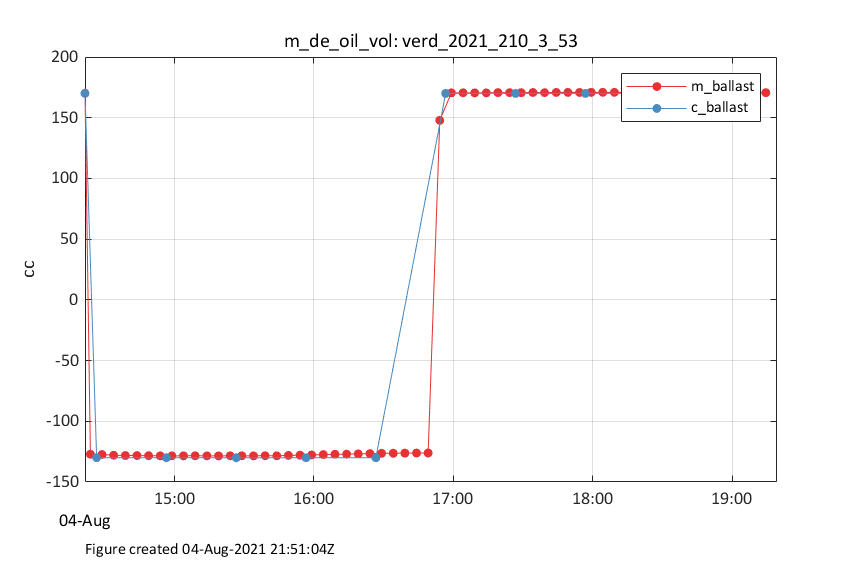 m_de_oil_vol: verd_2021_210_3_53
200
150
100
50
0
-50
-100
-150
cc
m_ballast
c_ballast
15:00 16:00 17:00 18:00 19:00
04-Aug
Figure created 04-Aug-2021 21:51:04Z